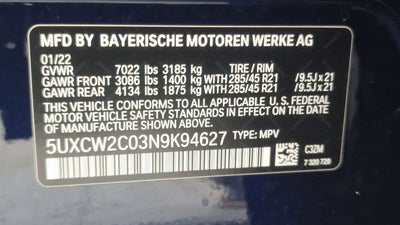 MFD BY BAYERISCHE MOTOREN WERKE AG
01/22
GVWR 7022 lbs 3185 kg TIRE / RIM
GAWR FRONT 3086 lbs 1400 kg WITH 285/45 R21 /9.5J x 21
GAWR REAR 4134 lbs 1875 kg WITH 285/45 R21 /9.5J x 21
THIS VEHICLE CONFORMS TO ALL APPLICABLE U.S. FEDERAL
MOTOR VEHICLE SAFETY STANDARDS IN EFFECT
ON THE DATE OF MANUFACTURE SHOWN ABOVE.
5UXCW2C03N9K94627 TYPE: MPV
C3ZM
7 320 729